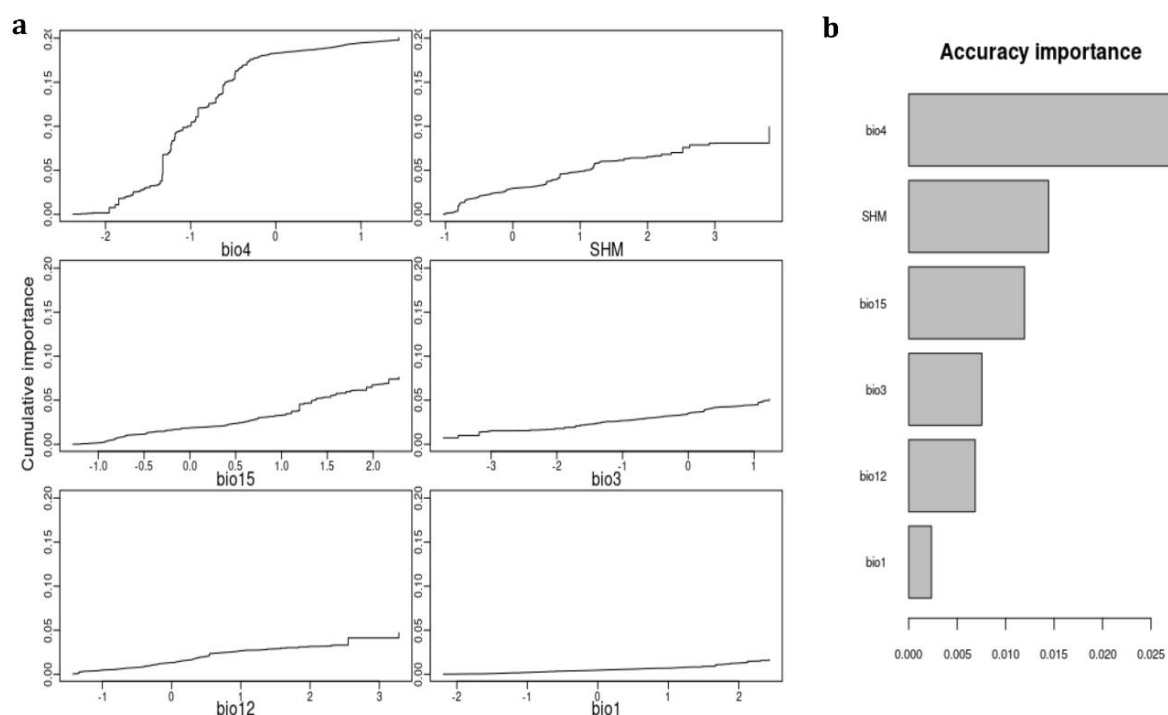 a
Cumulative importance
0.00 0.05 0.10 0.15 0.20
-2 -1 0 1
bio4
0.00 0.05 0.10 0.15 0.20
-1 0 1 2 3
SHM
0.00 0.05 0.10 0.15 0.20
-1.0 -0.5 0.0 0.5 1.0 1.5 2.0
bio15
0.00 0.05 0.10 0.15 0.20
-3 -2 -1 0 1
bio3
0.00 0.05 0.10 0.15 0.20
-1 0 1 2 3
bio12
0.00 0.05 0.10 0.15 0.20
-2 -1 0 1 2
bio1
b
Accuracy importance
bio4
SHM
bio15
bio3
bio12
bio1
0.000 0.005 0.010 0.015 0.020 0.025